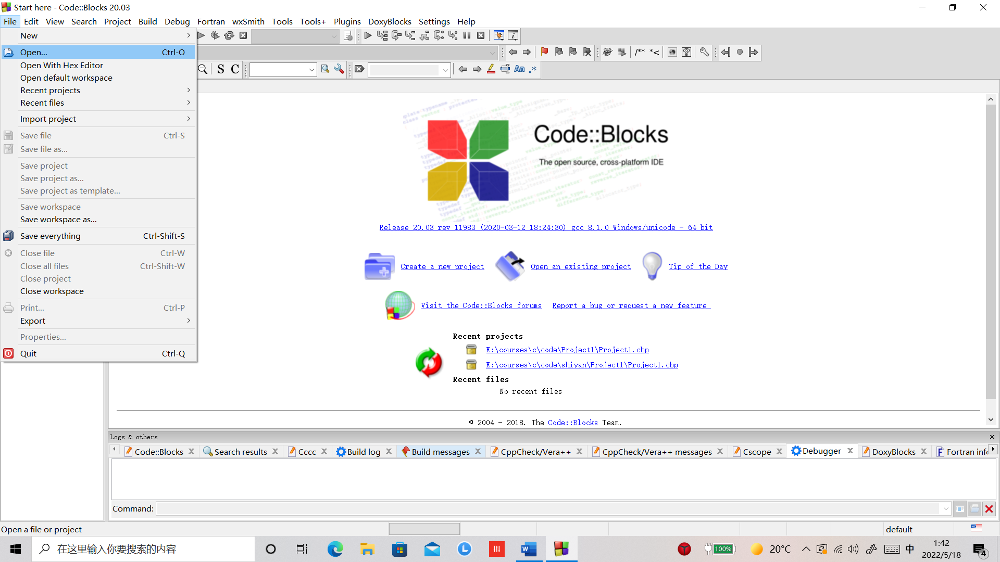 Start here - Code::Blocks 20.03
File Edit View Search Project Build Debug Fortran wxSmith Tools Tools+ Plugins DoxyBlocks Settings Help
New
Open... Ctrl-O
Open With Hex Editor
Open default workspace
Recent projects
Recent files
Import project
Save file Ctrl-S
Save file as...
Save project
Save project as...
Save project as template...
Save workspace
Save workspace as...
Save everything Ctrl-Shift-S
Close file Ctrl-W
Close all files Ctrl-Shift-W
Close project
Close workspace
Print... Ctrl-P
Export
Properties...
Quit Ctrl-Q
/** *<
S C
Aa .*
Code::Blocks
The open source, cross-platform IDE
Release 20.03 rev 11983 (2020-03-12 18:24:30) gcc 8.1.0 Windows/unicode - 64 bit
Create a new project Open an existing project Tip of the Day
Visit the Code::Blocks forums Report a bug or request a new feature
Recent projects
E:\courses\c\code\Project1\Project1.cbp
E:\courses\c\code\shiyan\Project1\Project1.cbp
Recent files
No recent files
© 2004 - 2018. The Code::Blocks Team.
Logs & others
Code::Blocks Search results Cccc Build log Build messages CppCheck/Vera++ CppCheck/Vera++ messages Cscope Debugger DoxyBlocks Fortran info
Command:
Open a file or project
default
在这里输入你要搜索的内容
100%
20°C
中
1:42
2022/5/18
4